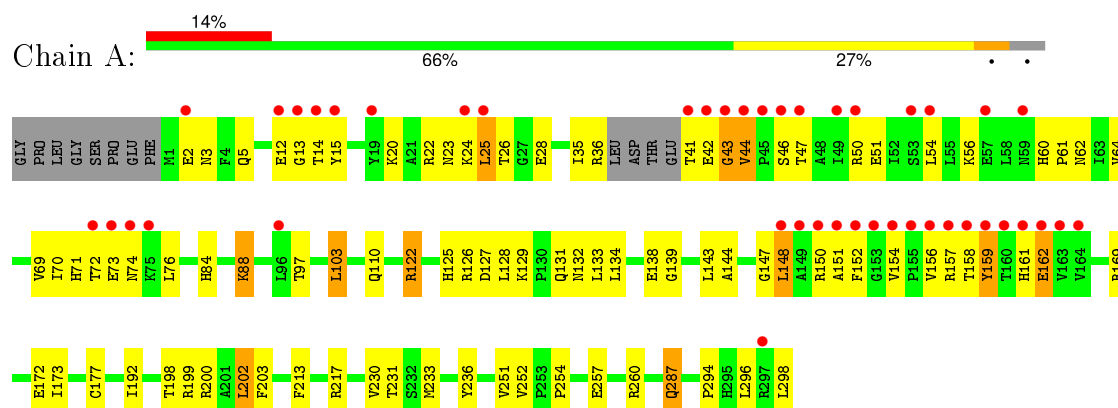 14%
Chain A:
66% 27% • •
GLY PRO LEU GLY SER PRO GLU PHE M1 E2 N3 F4 Q5 E12 G13 T14 Y15 Y19 K20 A21 R22 N23 K24 L25 T26 G27 E28 I35 R36 LEU ASP THR GLU T41 E42 G43 V44 P45 S46 T47 A48 I49 R50 E51 I52 S53 L54 L55 K56 E57 L58 N59 H60 P61 N62 I63 V64
V69 I70 H71 T72 E73 N74 K75 L76 H84 K88 L96 T97 L103 Q110 R122 H125 R126 D127 L128 K129 P130 Q131 N132 L133 L134 E138 G139 L143 A144 G147 L148 A149 R150 A151 F152 G153 V154 P155 V156 R157 T158 Y159 T160 H161 E162 V163 V164 R169
E172 I173 C177 I192 T198 R199 R200 A201 L202 F203 F213 R217 V230 T231 S232 M233 Y236 V251 V252 P253 P254 E257 R260 Q287 P294 H295 L296 R297 L298